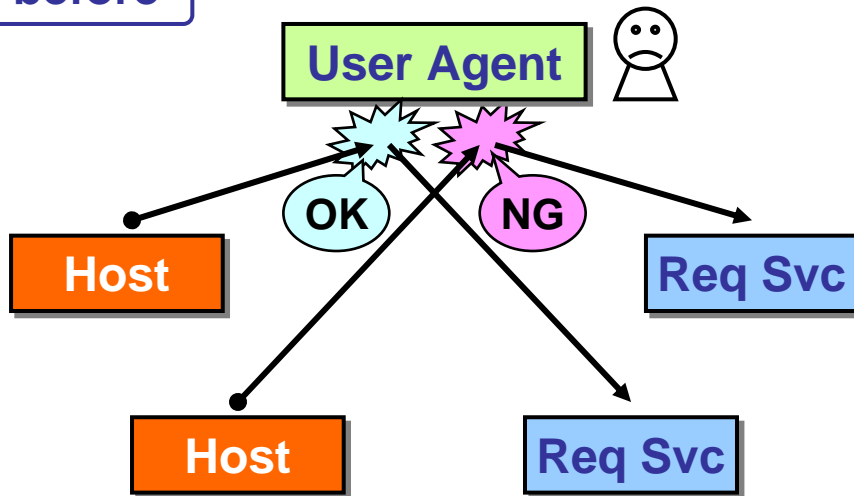 before
User Agent
OK
NG
Host
Req Svc
Host
Req Svc